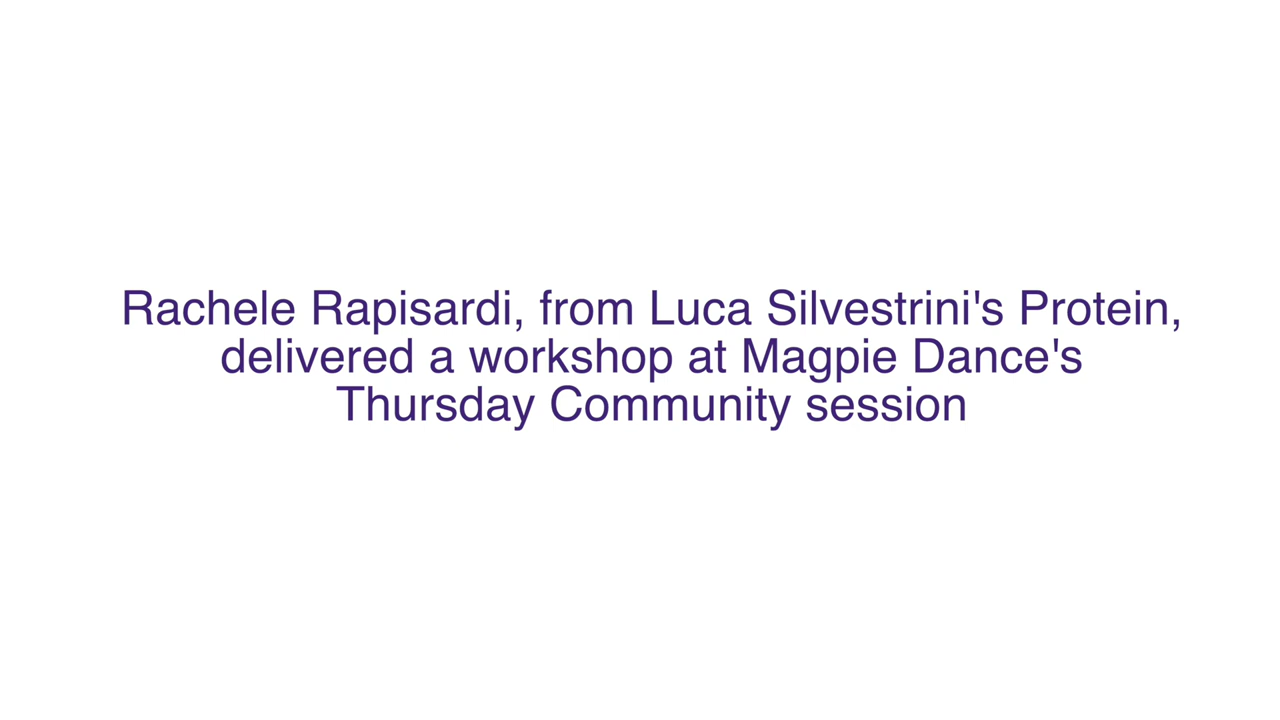 Rachele Rapisardi, from Luca Silvestrini's Protein,
delivered a workshop at Magpie Dance's
Thursday Community session